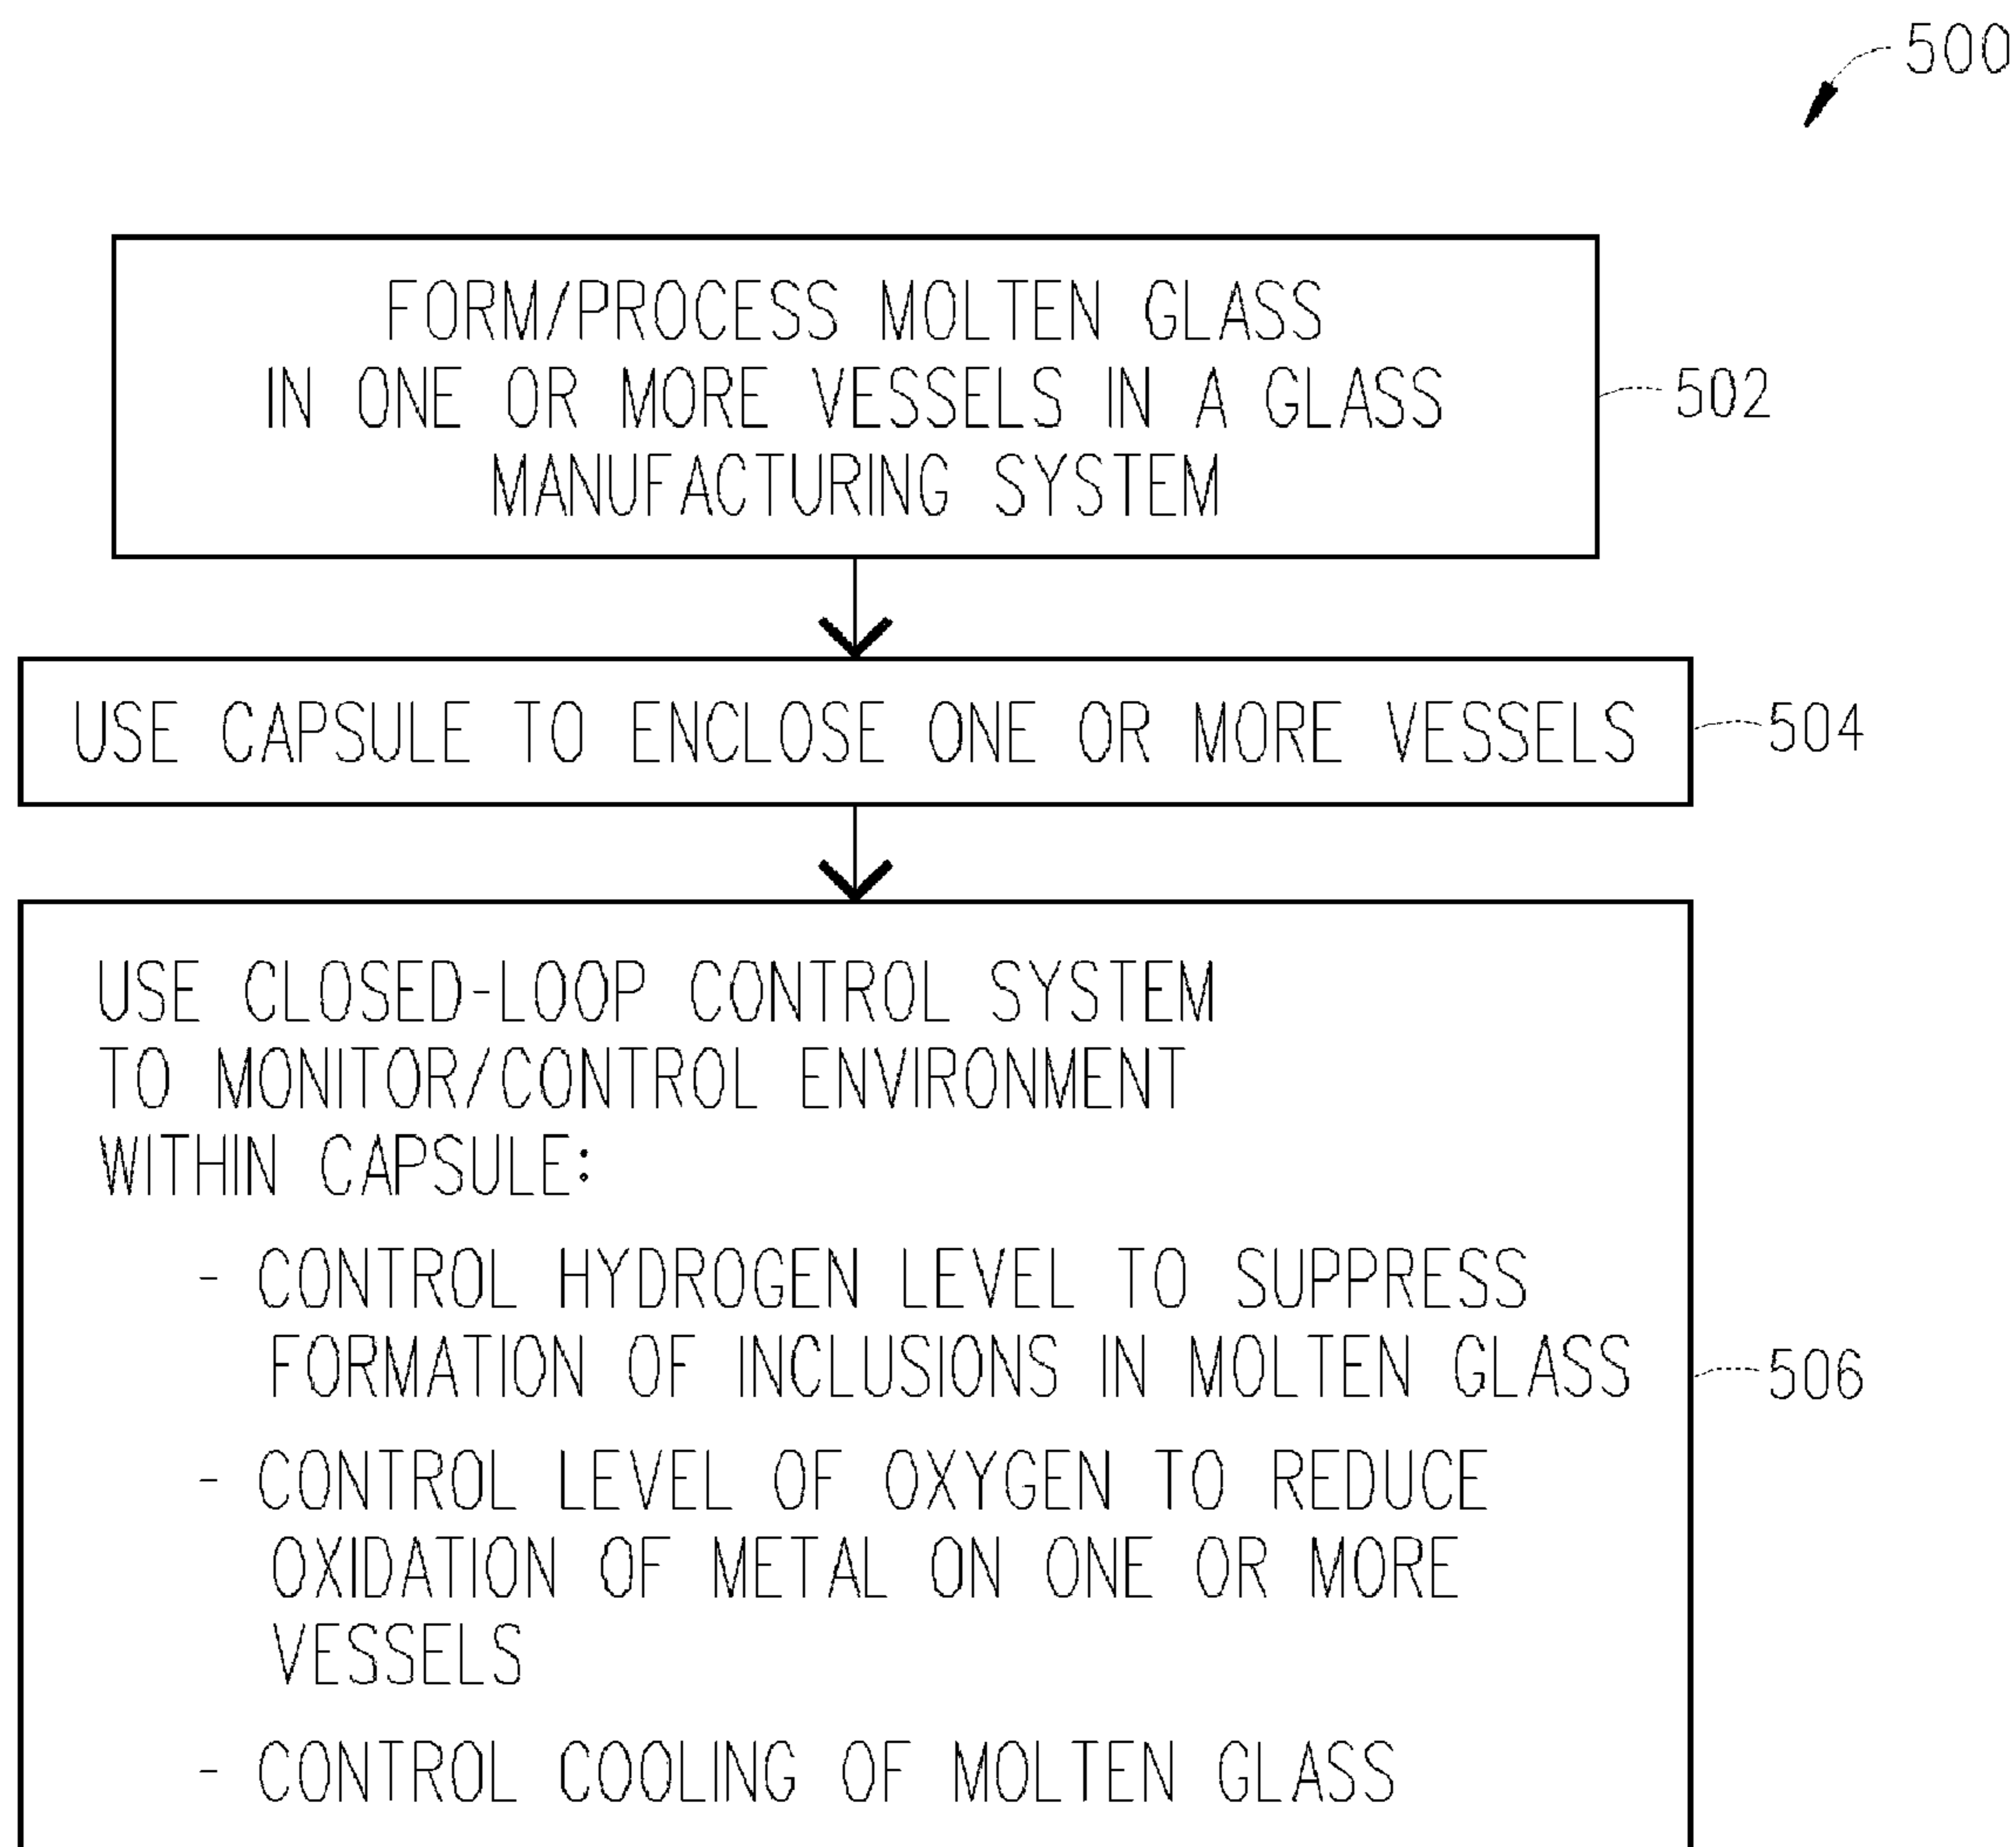 500
FORM/PROCESS MOLTEN GLASS
IN ONE OR MORE VESSELS IN A GLASS
MANUFACTURING SYSTEM
502
USE CAPSULE TO ENCLOSE ONE OR MORE VESSELS
504
USE CLOSED-LOOP CONTROL SYSTEM
TO MONITOR/CONTROL ENVIRONMENT
WITHIN CAPSULE:
- CONTROL HYDROGEN LEVEL TO SUPPRESS
FORMATION OF INCLUSIONS IN MOLTEN GLASS
506
- CONTROL LEVEL OF OXYGEN TO REDUCE
OXIDATION OF METAL ON ONE OR MORE
VESSELS
- CONTROL COOLING OF MOLTEN GLASS